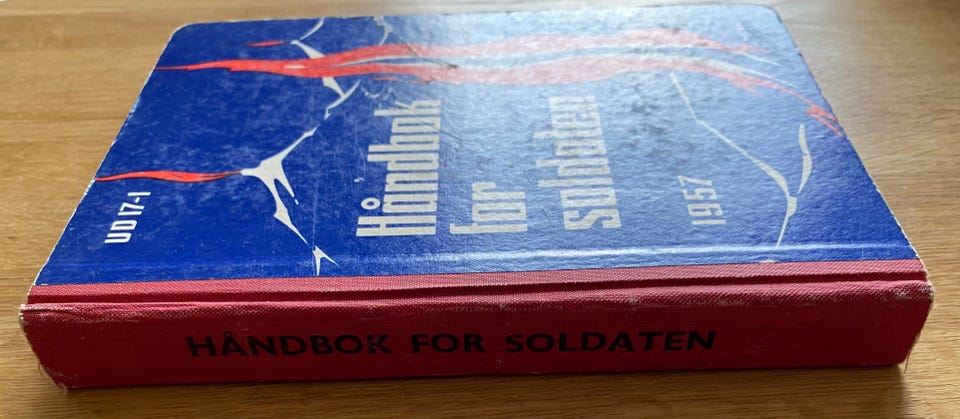 UD 17-1
Håndbok
for
soldaten
1957
HÅNDBOK FOR SOLDATEN